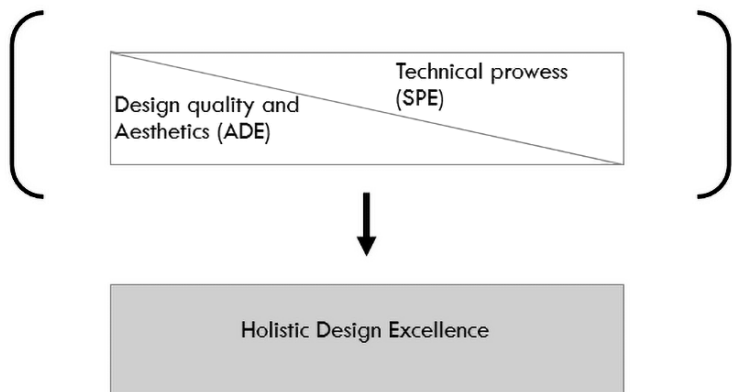 Technical prowess
(SPE)
Design quality and
Aesthetics (ADE)
Holistic Design Excellence